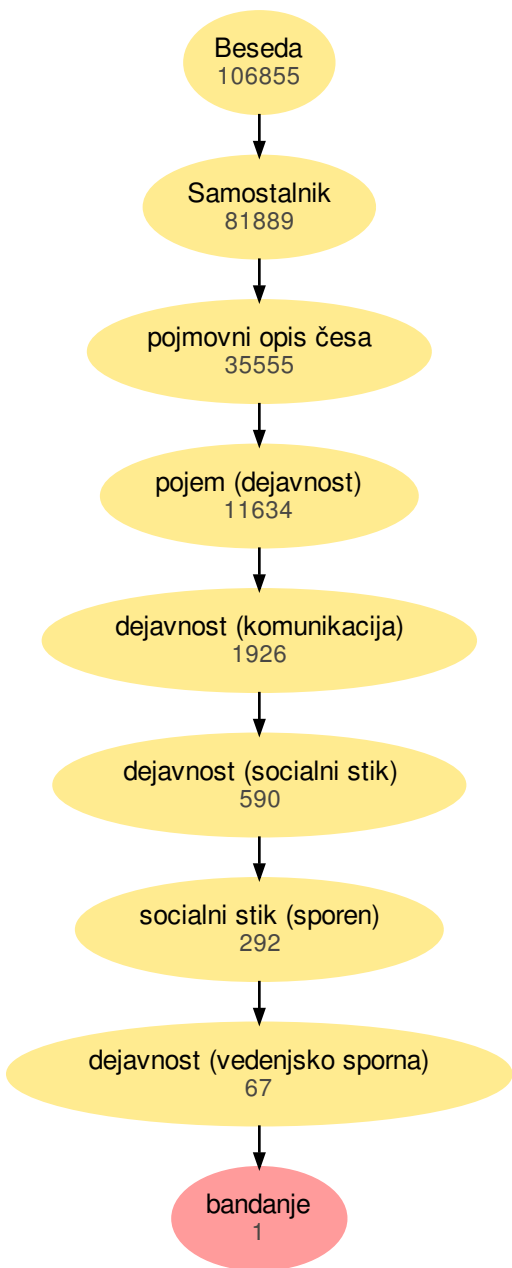 Beseda
106855
Samostalnik
81889
pojmovni opis česa
35555
pojem (dejavnost)
11634
dejavnost (komunikacija)
1926
dejavnost (socialni stik)
590
socialni stik (sporen)
292
dejavnost (vedenjsko sporna)
67
bandanje
1